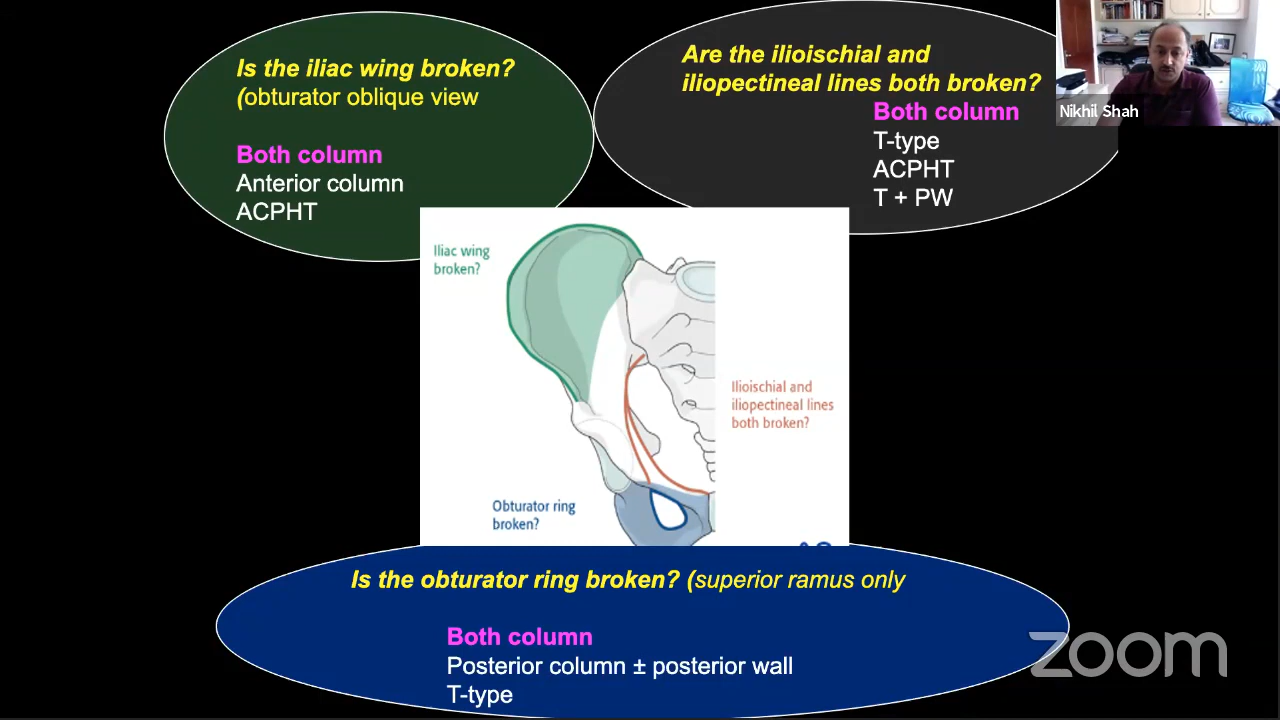 Is the iliac wing broken?
(obturator oblique view
Both column
Anterior column
ACPHT
Are the ilioischial and
iliopectineal lines both broken?
Both column
T-type
ACPHT
T + PW
Nikhil Shah
Iliac wing
broken?
Ilioischial and
iliopectineal lines
both broken?
Obturator ring
broken?
Is the obturator ring broken? (superior ramus only
Both column
Posterior column ± posterior wall
T-type
zoom